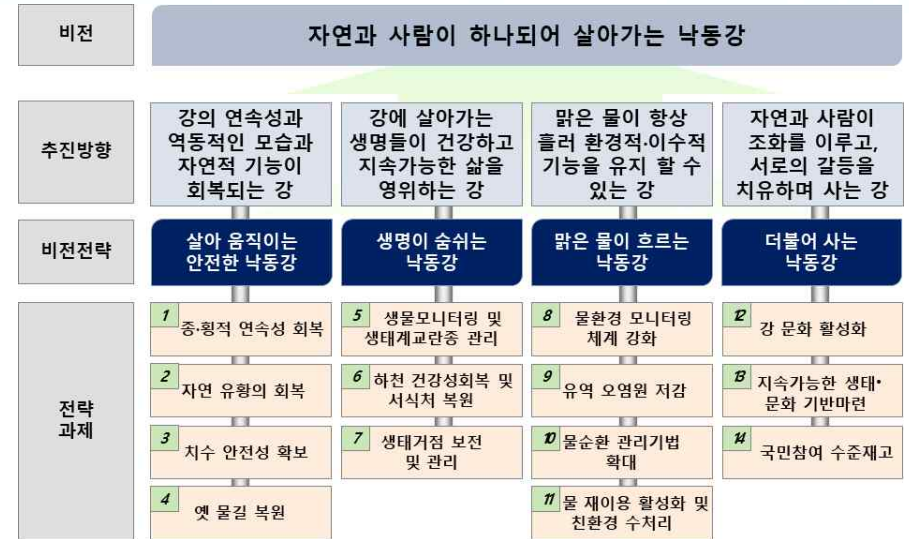 비전
자연과 사람이 하나되어 살아가는 낙동강
추진방향
강의 연속성과
역동적인 모습과
자연적 기능이
회복되는 강
강에 살아가는
생명들이 건강하고
지속가능한 삶을
영위하는 강
맑은 물이 항상
흘러 환경적·이수적
기능을 유지 할 수
있는 강
자연과 사람이
조화를 이루고,
서로의 갈등을
치유하며 사는 강
비전전략
살아 움직이는
안전한 낙동강
생명이 숨쉬는
낙동강
맑은 물이 흐르는
낙동강
더불어 사는
낙동강
전략
과제
1
종·횡적 연속성 회복
2
자연 유황의 회복
3
치수 안전성 확보
4
옛 물길 복원
5
생물모니터링 및
생태계교란종 관리
6
하천 건강성회복 및
서식처 복원
7
생태거점 보전
및 관리
8
물환경 모니터링
체계 강화
9
유역 오염원 저감
10
물순환 관리기법
확대
11
물 재이용 활성화 및
친환경 수처리
12
강 문화 활성화
13
지속가능한 생태·
문화 기반마련
14
국민참여 수준재고